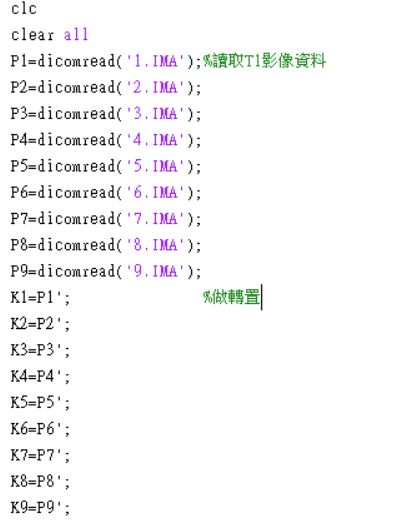 clc
clear all
P1=dicomread('1.IMA');%讀取T1影像資料
P2=dicomread('2.IMA');
P3=dicomread('3.IMA');
P4=dicomread('4.IMA');
P5=dicomread('5.IMA');
P6=dicomread('6.IMA');
P7=dicomread('7.IMA');
P8=dicomread('8.IMA');
P9=dicomread('9.IMA');
K1=P1'; %做轉置
K2=P2';
K3=P3';
K4=P4';
K5=P5';
K6=P6';
K7=P7';
K8=P8';
K9=P9';